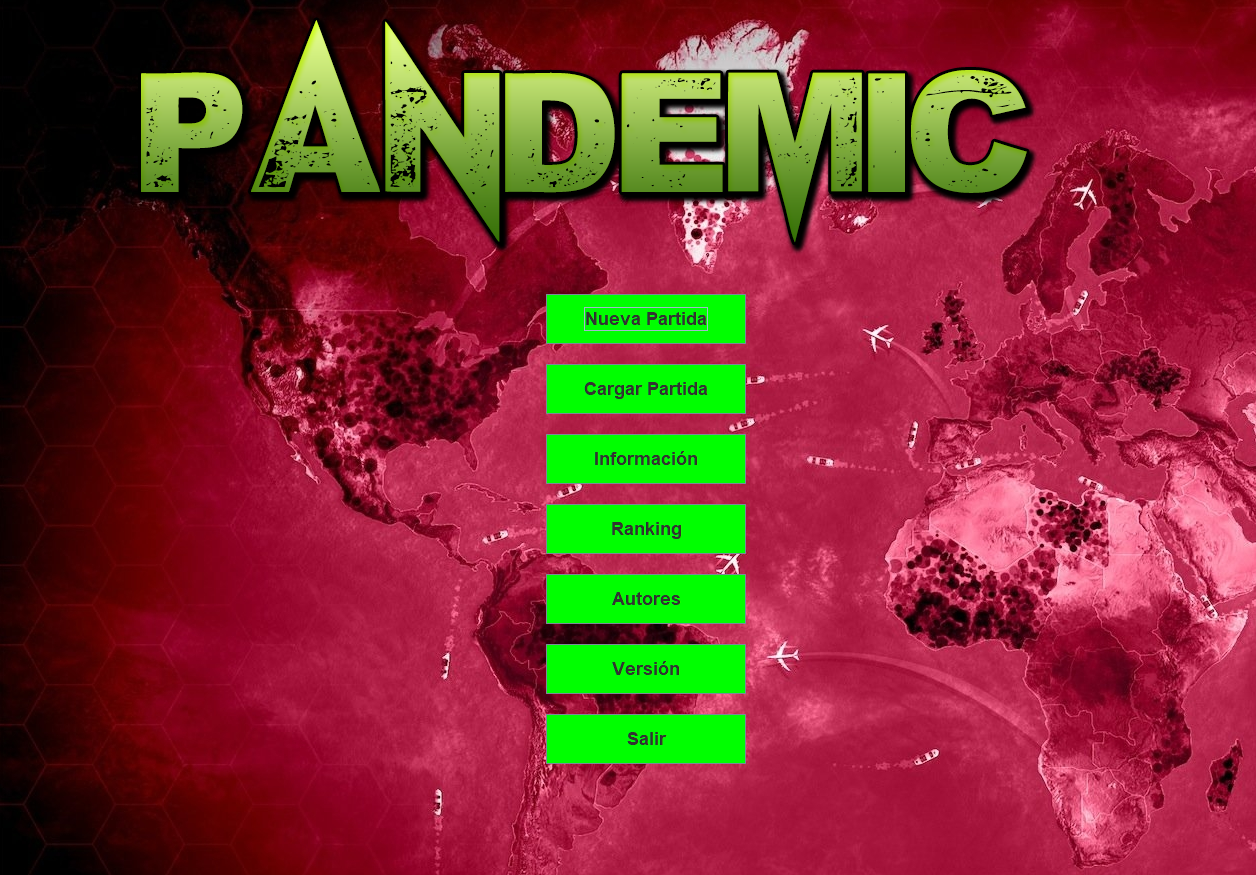 PANDEMIC
Nueva Partida
Cargar Partida
Información
Ranking
Autores
Versión
Salir